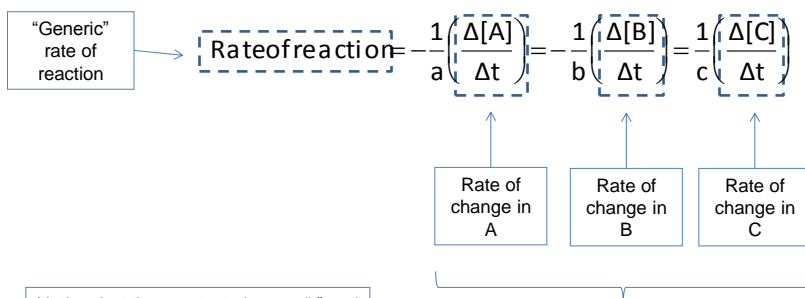 “Generic”
rate of
reaction
Rateofreaction = −1/a(Δ[A]/Δt) = −1/b(Δ[B]/Δt) = 1/c(Δ[C]/Δt)
Rate of
change in
A
Rate of
change in
B
Rate of
change in
C